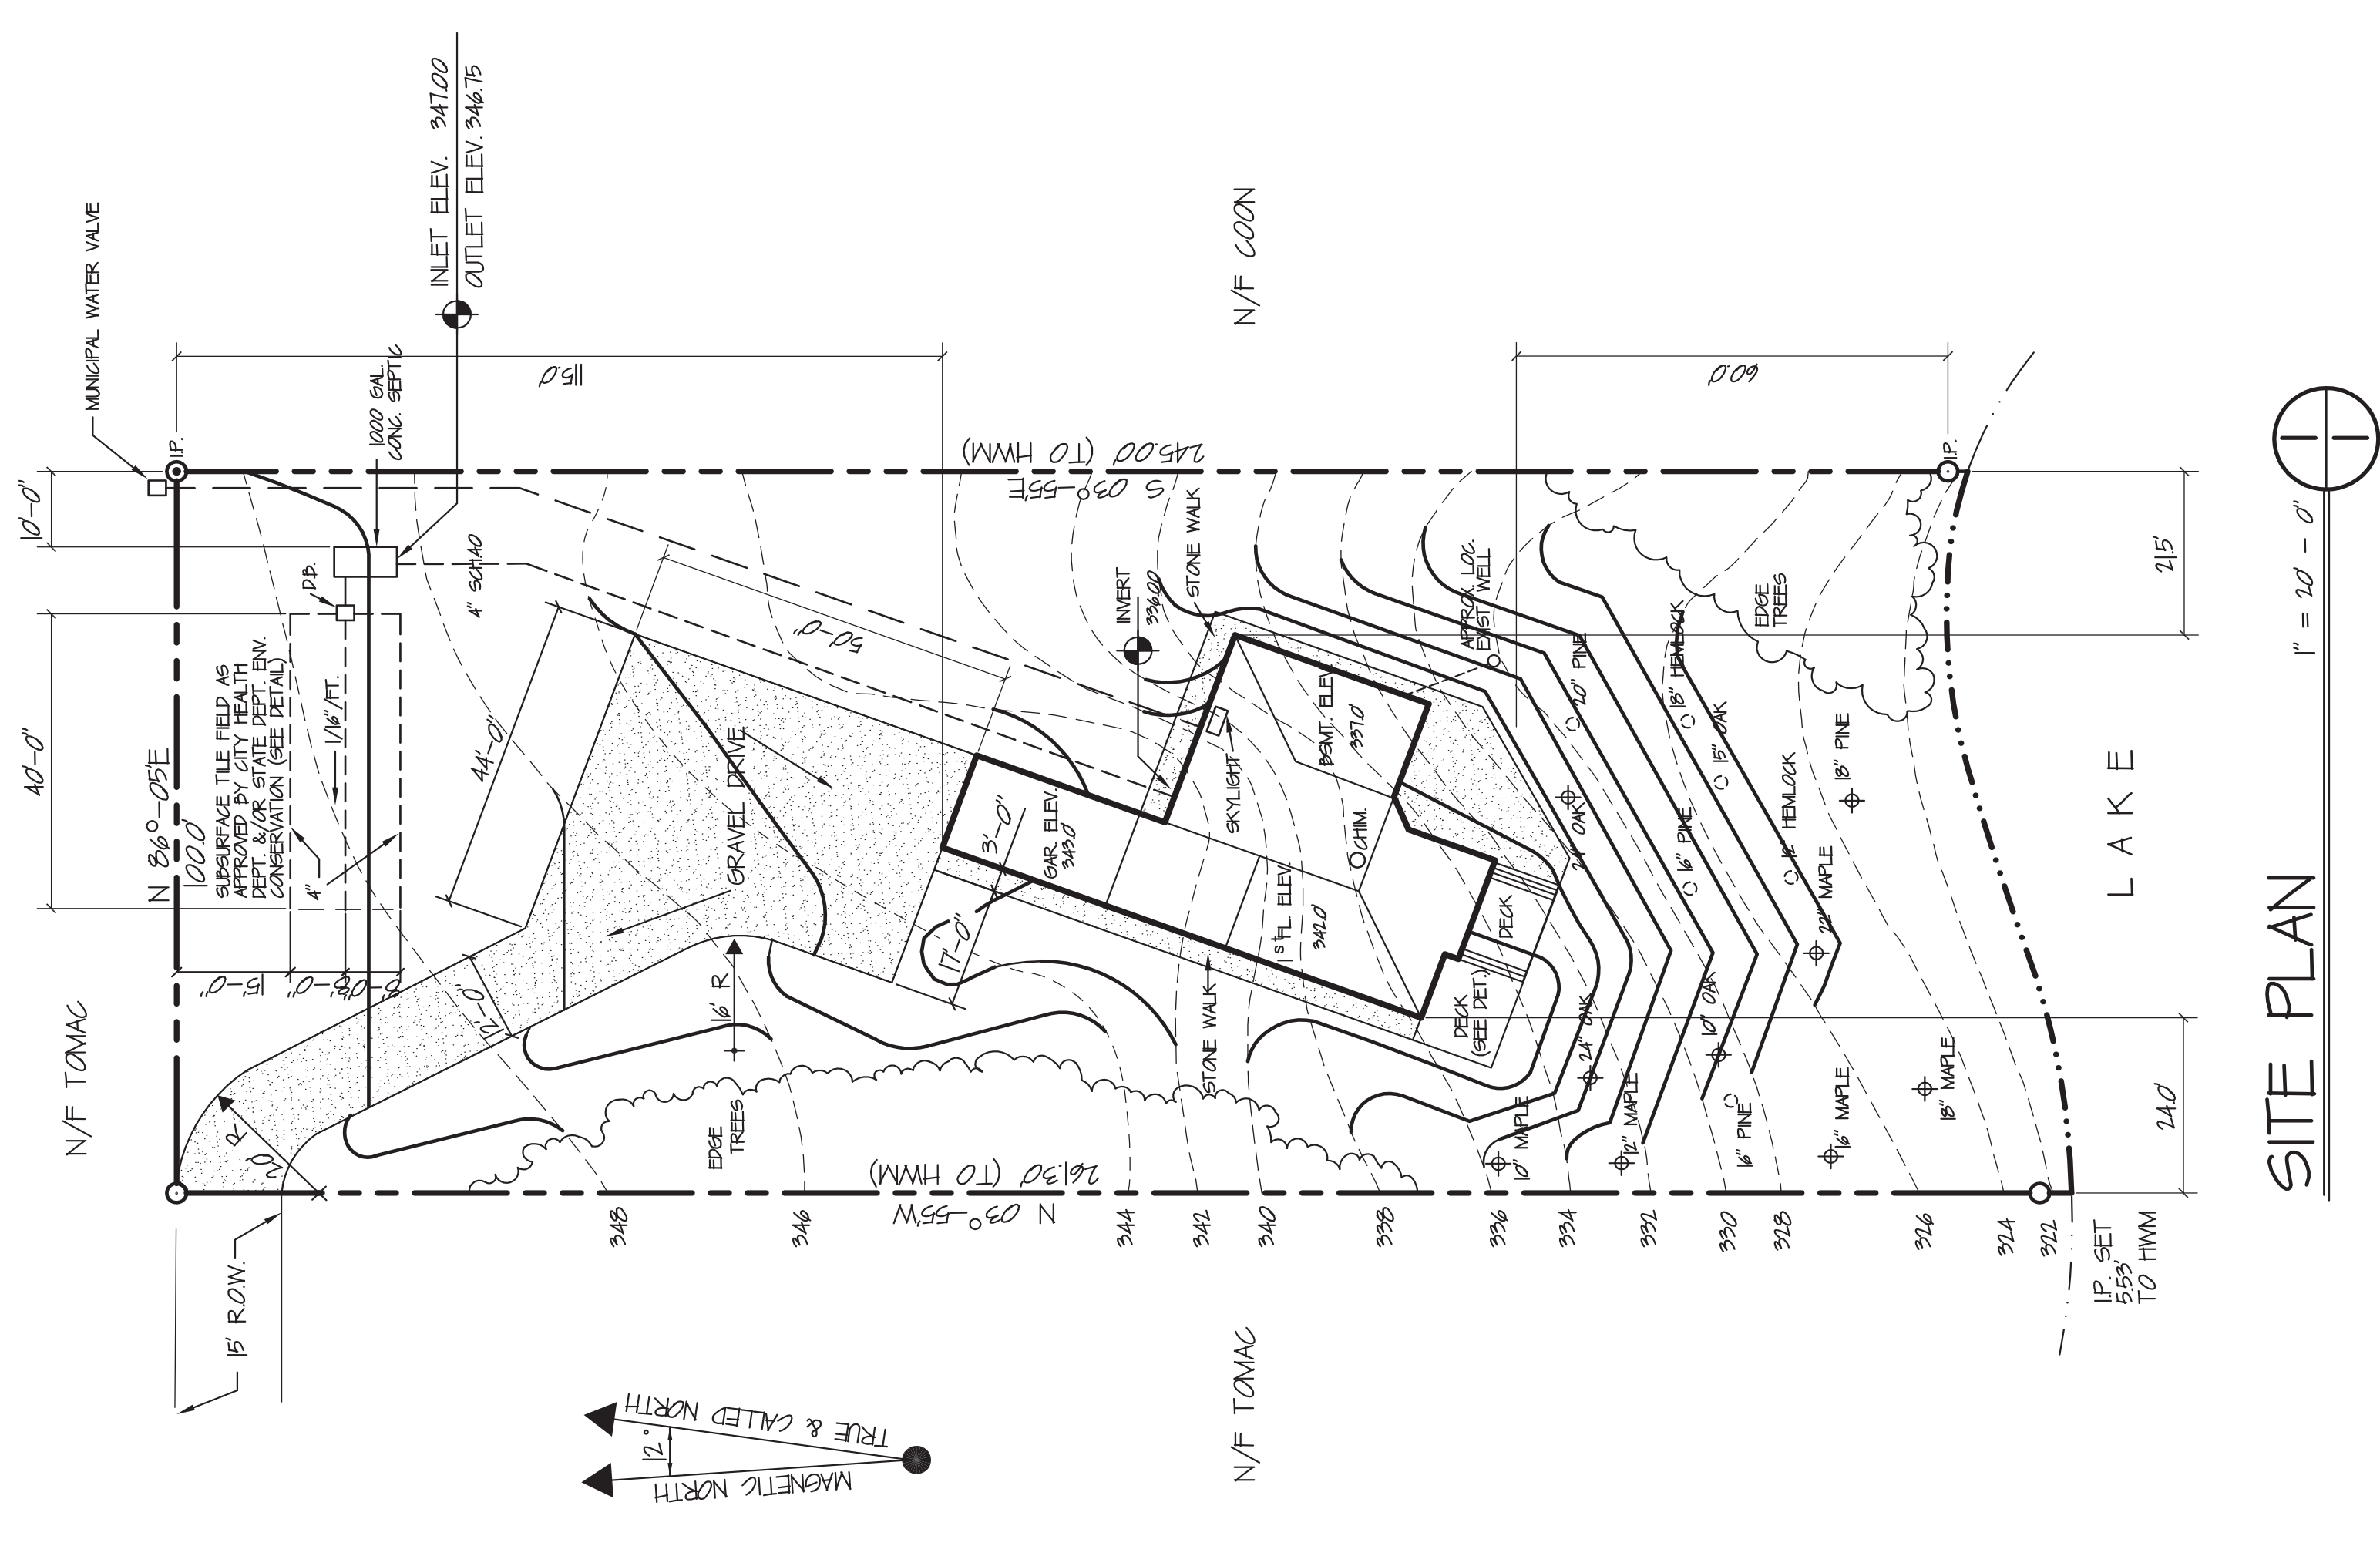 MUNICIPAL WATER VALVE
INLET ELEV. 347.00
OUTLET ELEV. 346.75
1000 GAL.
CONC. SEPTIC
I.P.
10'-0"
40'-0"
D.B.
4" SCH.40
SUBSURFACE TILE FIELD AS
APPROVED BY CITY HEALTH
DEPT. &/OR STATE DEPT. ENV.
CONSERVATION (SEE DETAIL)
1/16"/FT.
4"
N 86°-05'E
100.0'
15'-0"
8'-0"
8'-0"
N/F TOMAC
20'-R
12'-0"
15' R.O.W.
44'-0"
GRAVEL DRIVE
16' R
50'-0"
115.0'
245.00' (TO HWM)
S 03°-55'E
N/F COON
60.0'
I.P.
INVERT
336.00
STONE WALK
3'-0"
17'-0"
GAR. ELEV.
343.0'
SKYLIGHT
BSMT. ELEV.
337.0'
CHIM.
1st FL. ELEV.
342.0'
STONE WALK
DECK
DECK
(SEE DET.)
APPROX. LOC.
EXIST WELL
20" PINE
18" HEMLOCK
15" OAK
EDGE
TREES
24" OAK
16" PINE
12" HEMLOCK
18" PINE
22" MAPLE
24" OAK
10" OAK
10" MAPLE
12" MAPLE
16" PINE
16" MAPLE
18" MAPLE
EDGE
TREES
21.5'
24.0'
LAKE
261.30' (TO HWM)
N 03°-55'W
348
346
344
342
340
338
336
334
332
330
328
326
324
322
I.P. SET
5.53'
TO HWM
TRUE & CALLED NORTH
12°
MAGNETIC NORTH
N/F TOMAC
SITE PLAN
1" = 20' - 0"